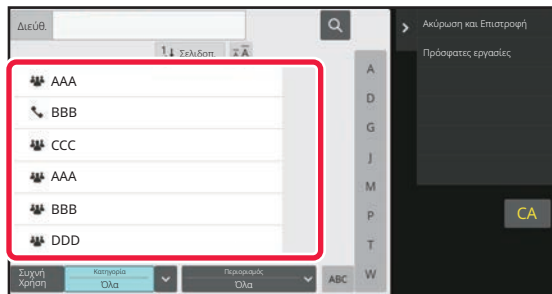 Διεύθ.
Ακύρωση και Επιστροφή
Σελιδοπ.
Πρόσφατες εργασίες
AAA
BBB
CCC
AAA
BBB
DDD
A
D
G
J
M
P
T
W
CA
Συχνή
Χρήση
Κατηγορία
Όλα
Περιορισμός
Όλα
ABC